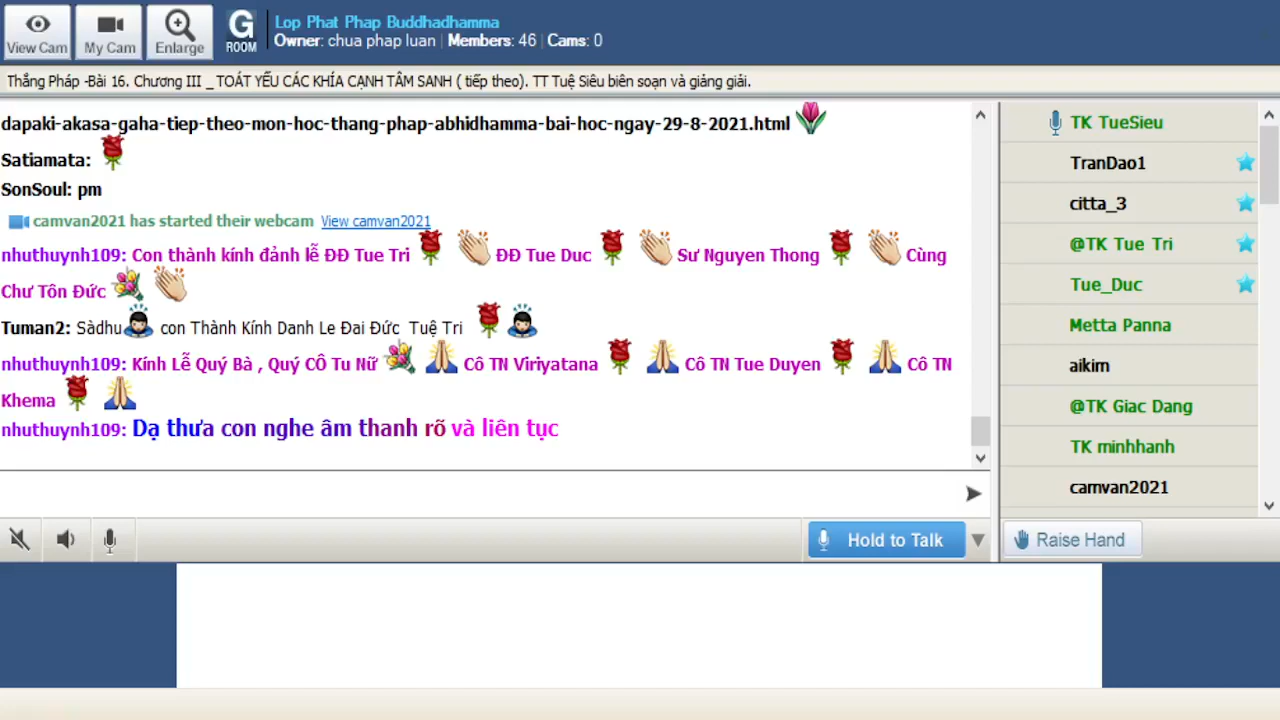 View Cam
My Cam
Enlarge
G
ROOM
Lop Phat Phap Buddhadhamma
Owner: chua phap luan | Members: 46 | Cams: 0
Thắng Pháp -Bài 16. Chương III _ TOÁT YẾU CÁC KHÍA CẠNH TÂM SANH ( tiếp theo). TT Tuệ Siêu biên soạn và giảng giải.
dapaki-akasa-gaha-tiep-theo-mon-hoc-thang-phap-abhidhamma-bai-hoc-ngay-29-8-2021.html
Satiamata:
SonSoul: pm
camvan2021 has started their webcam View camvan2021
nhuthuynh109: Con thành kính đảnh lễ ĐĐ Tue Tri ĐĐ Tue Duc Sư Nguyen Thong Cùng
Chư Tôn Đức
Tuman2: Sàdhu con Thành Kính Danh Le Đai Đức Tuệ Tri
nhuthuynh109: Kính Lễ Quý Bà , Quý CÔ Tu Nữ Cô TN Viriyatana Cô TN Tue Duyen Cô TN
Khema
nhuthuynh109: Dạ thưa con nghe âm thanh rõ và liên tục
Hold to Talk
TK TueSieu
TranDao1
citta_3
@TK Tue Tri
Tue_Duc
Metta Panna
aikim
@TK Giac Dang
TK minhhanh
camvan2021
Raise Hand